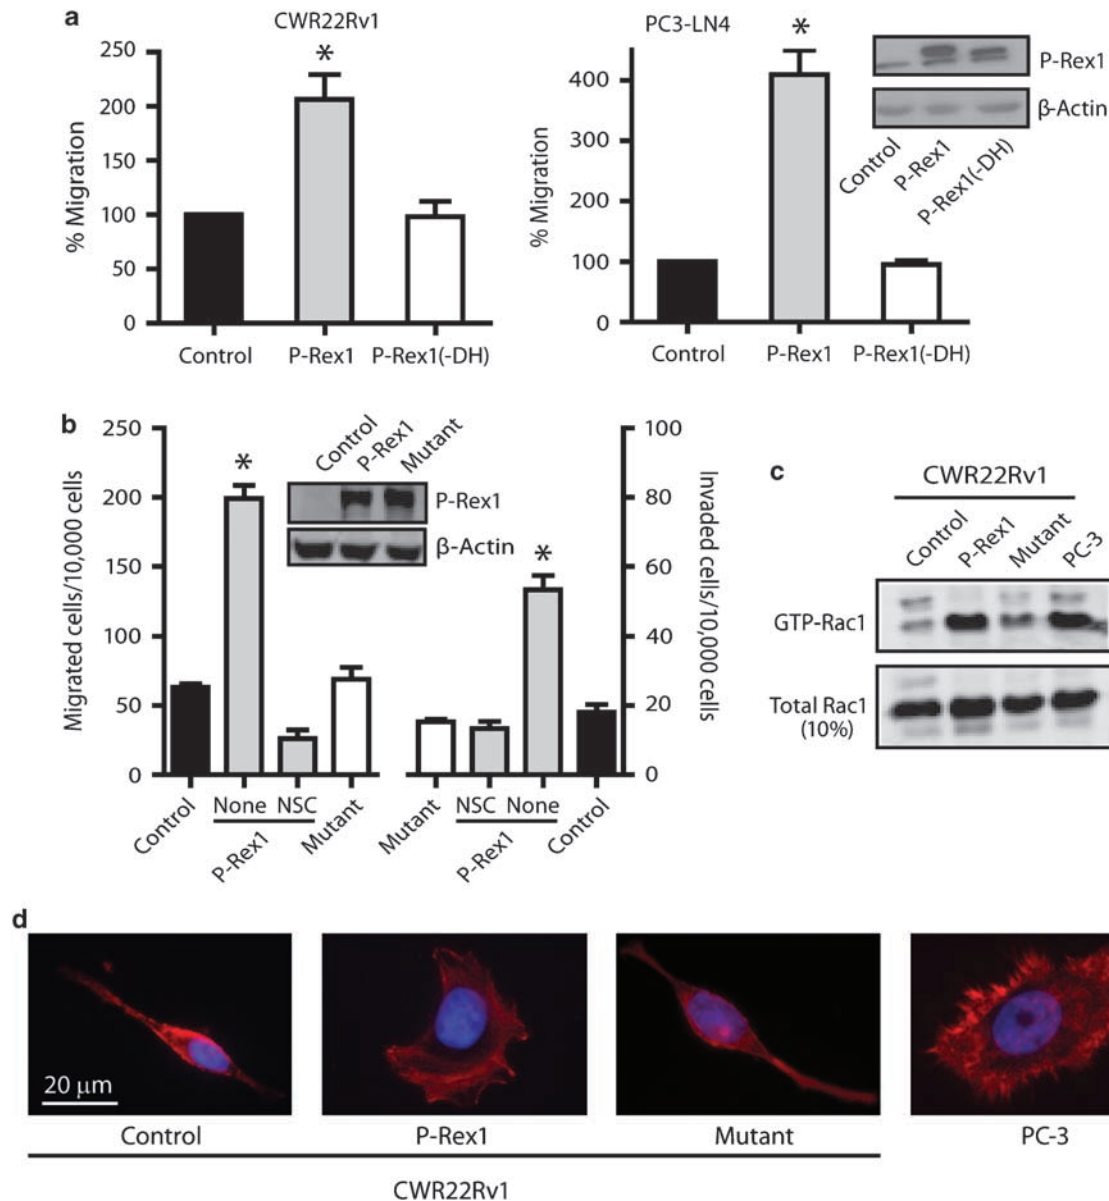 a
CWR22Rv1
% Migration
250
200
150
100
50
0
*
Control
P-Rex1
P-Rex1(-DH)
PC3-LN4
% Migration
400
300
200
100
0
*
Control
P-Rex1
P-Rex1(-DH)
P-Rex1
β-Actin
Control
P-Rex1
P-Rex1(-DH)
b
Migrated cells/10,000 cells
250
200
150
100
50
0
*
Control
P-Rex1
Mutant
P-Rex1
β-Actin
*
100
80
60
40
20
0
Invaded cells/10,000 cells
Control
None NSC
P-Rex1
Mutant
Mutant
NSC None
P-Rex1
Control
c
CWR22Rv1
Control
P-Rex1
Mutant
PC-3
GTP-Rac1
Total Rac1
(10%)
d
20 µm
Control
P-Rex1
Mutant
PC-3
CWR22Rv1